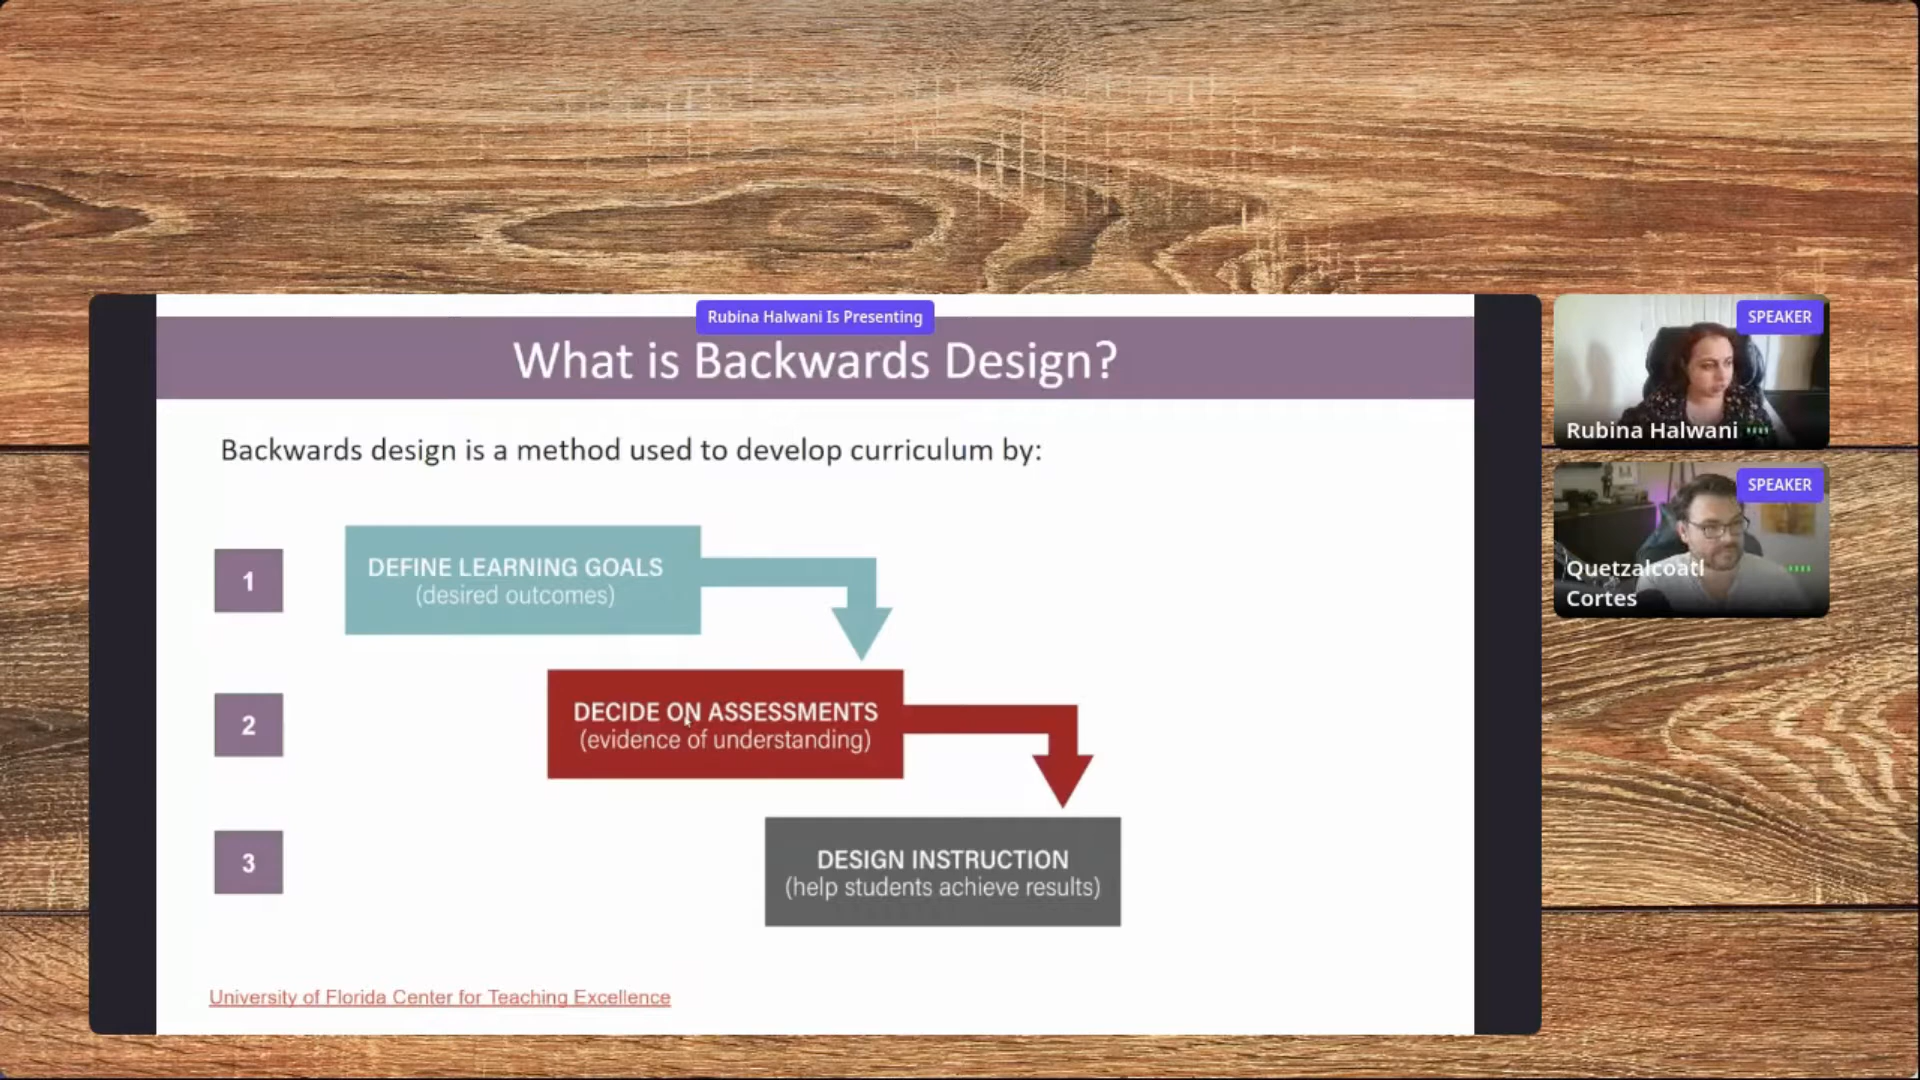 Rubina Halwani Is Presenting
What is Backwards Design?
Backwards design is a method used to develop curriculum by:
1
DEFINE LEARNING GOALS
(desired outcomes)
2
DECIDE ON ASSESSMENTS
(evidence of understanding)
3
DESIGN INSTRUCTION
(help students achieve results)
University of Florida Center for Teaching Excellence
SPEAKER
Rubina Halwani
SPEAKER
Quetzalcoatl
Cortes